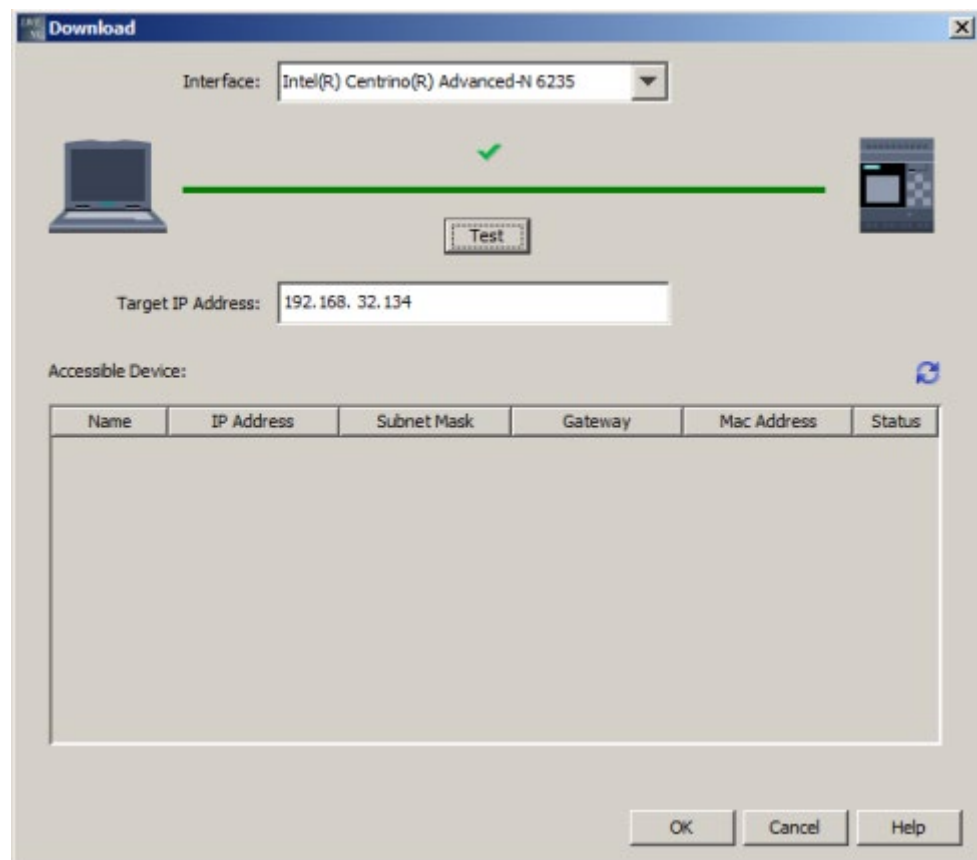 Download
Interface: Intel(R) Centrino(R) Advanced-N 6235
Test
Target IP Address: 192.168. 32.134
Accessible Device:
Name IP Address Subnet Mask Gateway Mac Address Status
OK Cancel Help